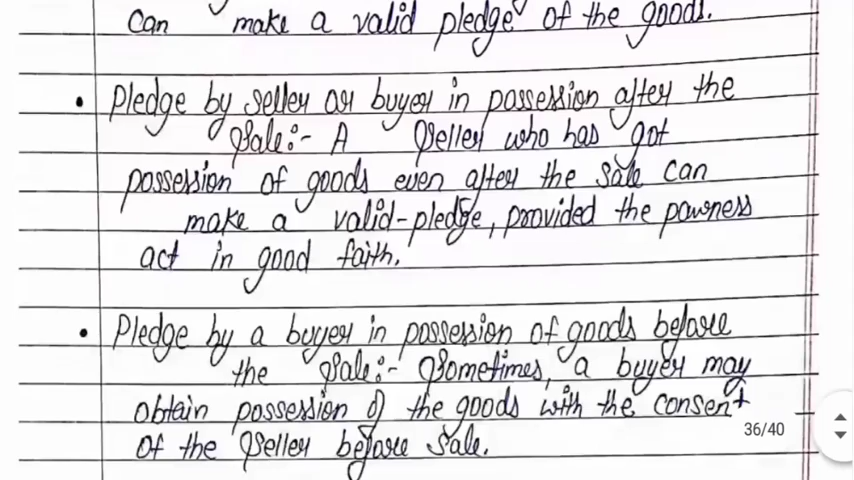 can make a valid pledge of the goods.
• Pledge by seller or buyer in possession after the
Sale:- A Seller who has got
possession of goods even after the sale can
make a valid-pledge, provided the pawness
act in good faith.
• Pledge by a buyer in possession of goods before
the Sale:- Sometimes, a buyer may
obtain possession of the goods with the consent
of the Seller before Sale.
36/40